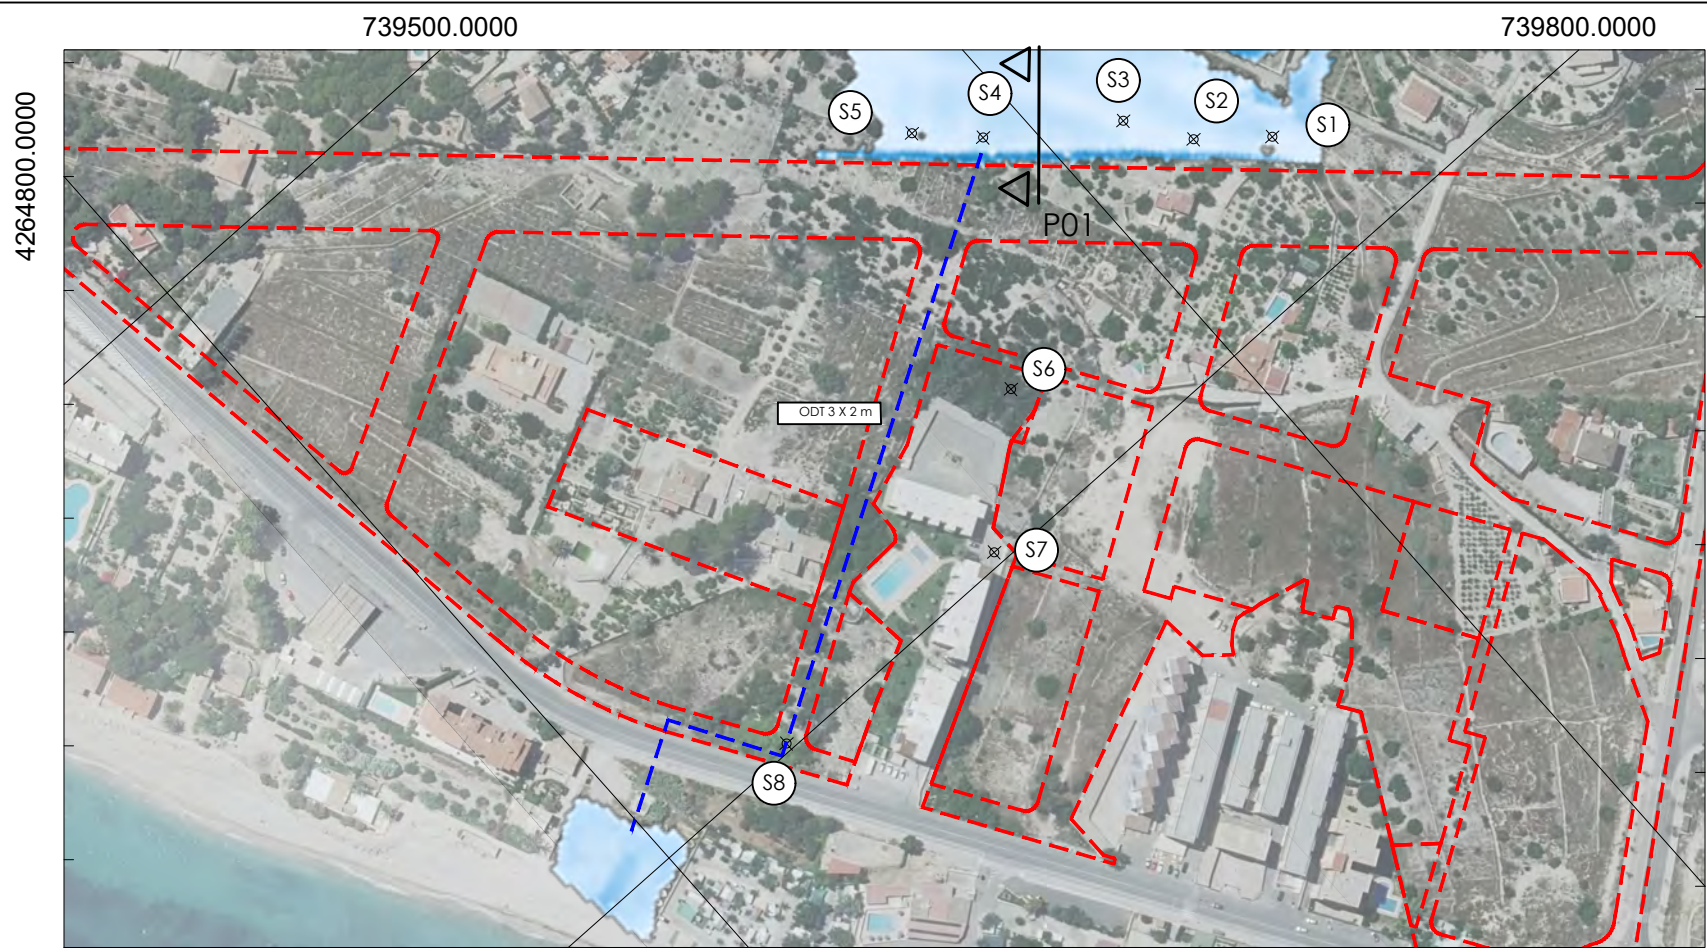 739500.0000
739800.0000
4264800.0000
S5
S4
S3
S2
S1
P01
S6
ODT 3 X 2 m
S7
S8